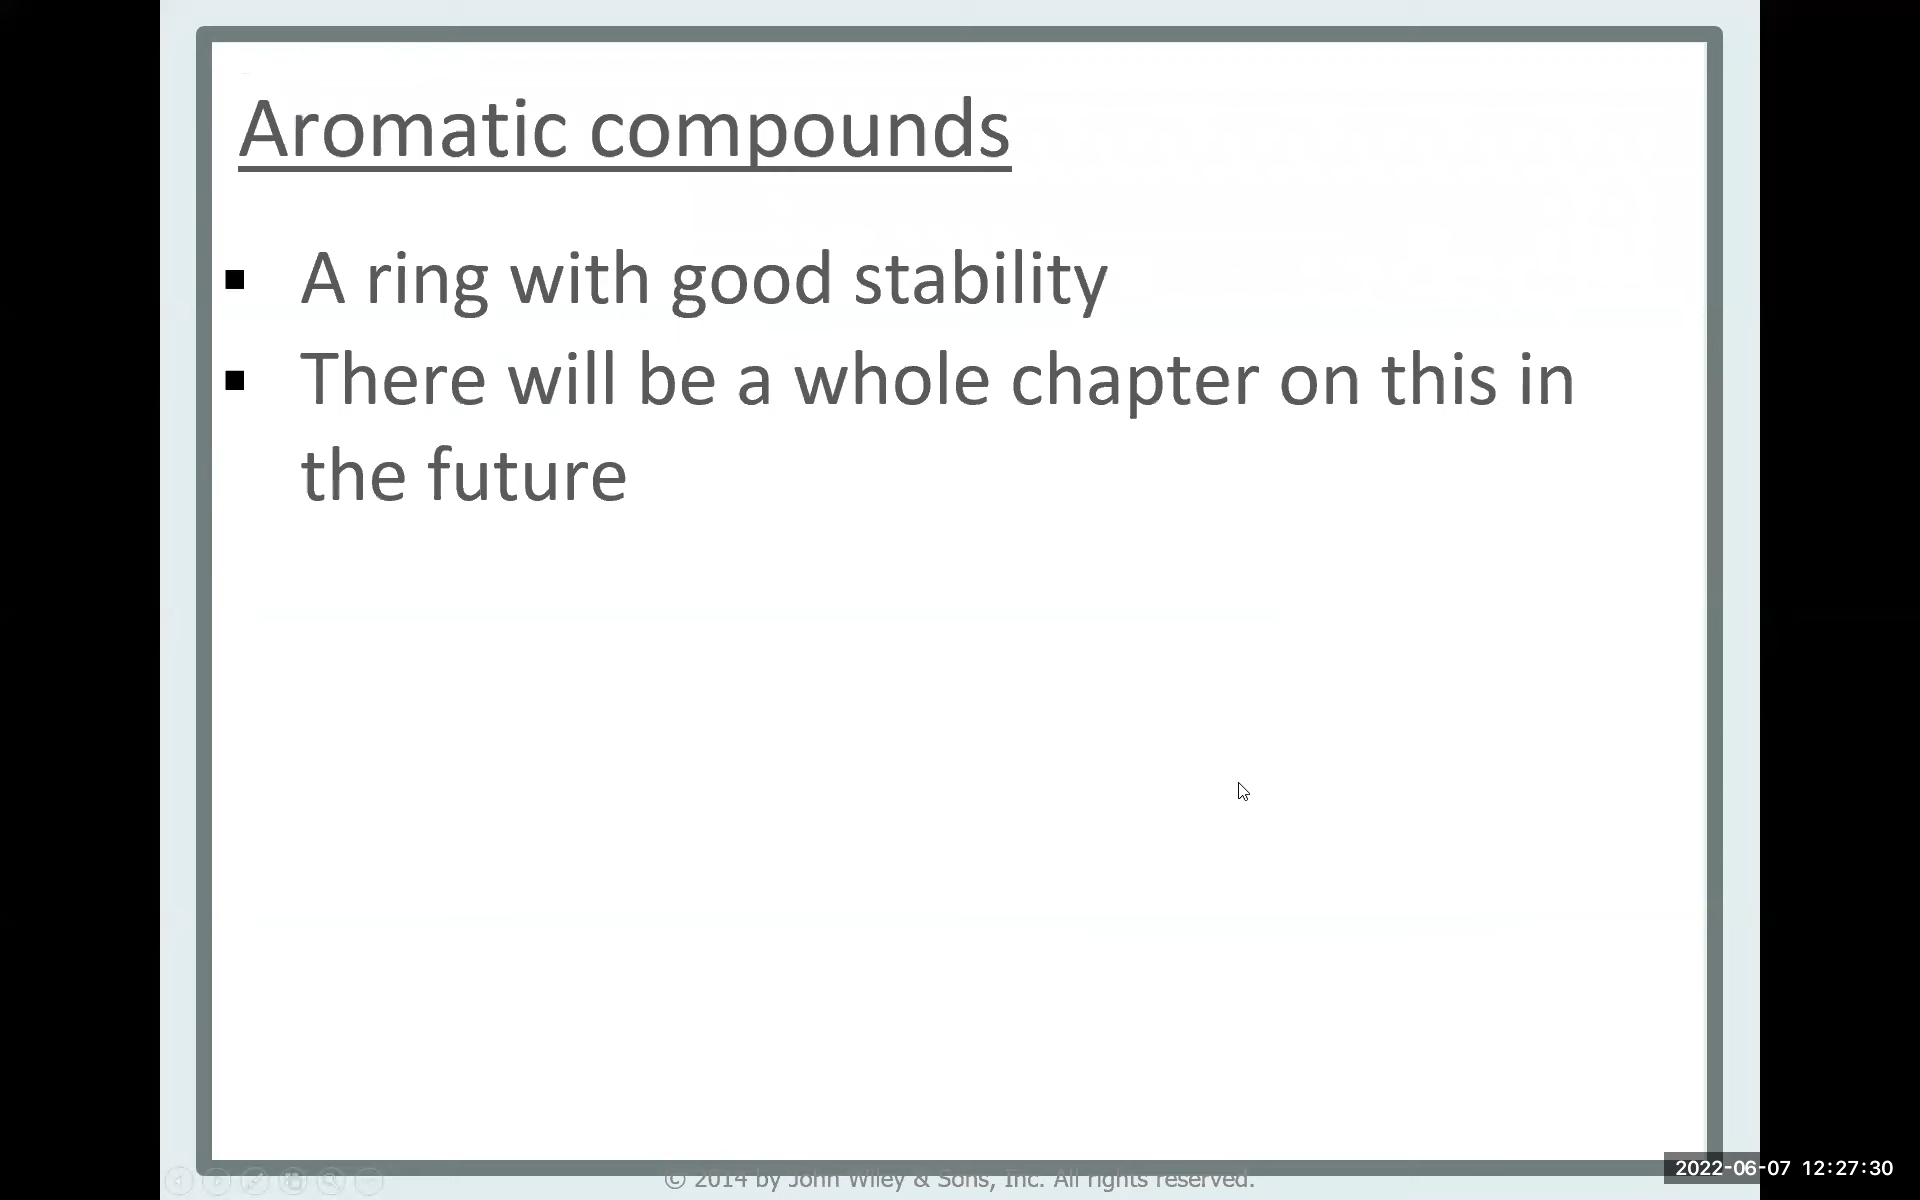 Aromatic compounds
▪ A ring with good stability
▪ There will be a whole chapter on this in
the future
© 2014 by John Wiley & Sons, Inc. All rights reserved.
2022-06-07 12:27:30